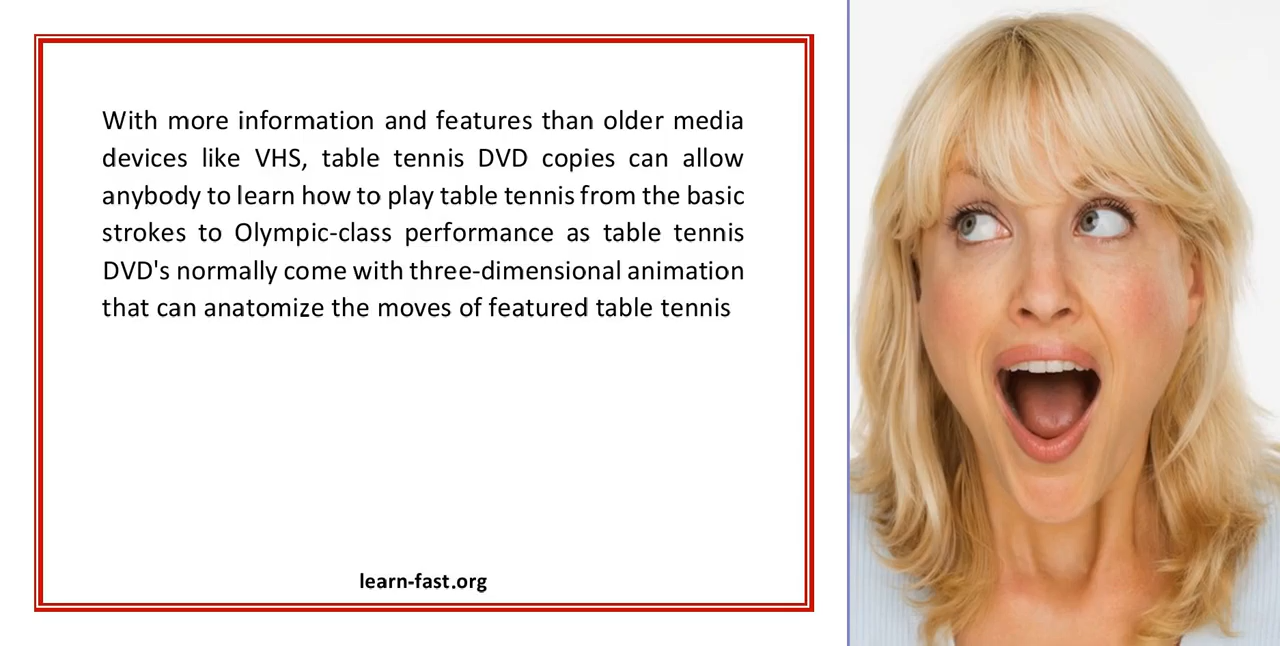 With more information and features than older media
devices like VHS, table tennis DVD copies can allow
anybody to learn how to play table tennis from the basic
strokes to Olympic-class performance as table tennis
DVD's normally come with three-dimensional animation
that can anatomize the moves of featured table tennis
learn-fast.org